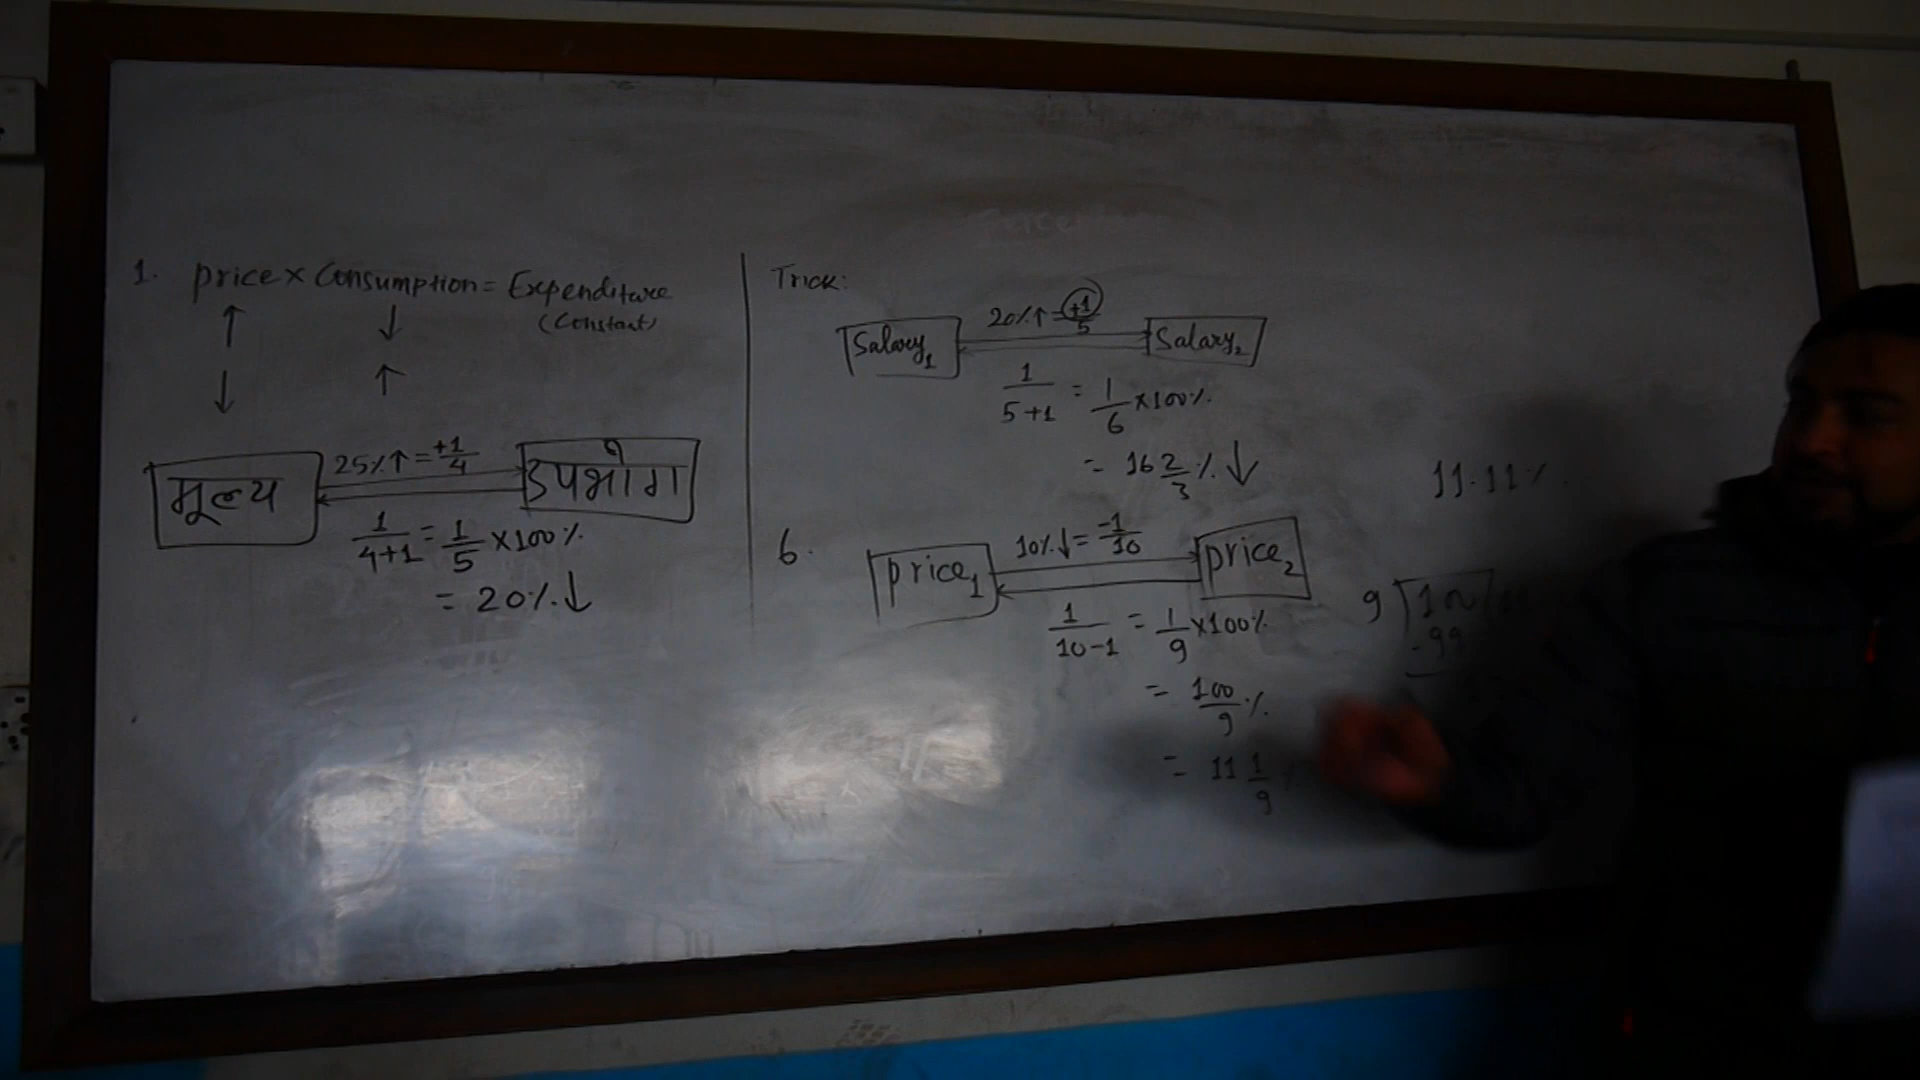 1. price × Consumption = Expenditure
(Constant)
↑ ↓
↓ ↑
मूल्य 25%↑ = +1/4 उपभोग
1/(4+1) = 1/5 ×100%
= 20%↓
Trick:
Salary₁ 20%↑ = +1/5 Salary₂
1/(5+1) = 1/6 ×100%
= 16 2/3 %↓
6. price₁ 10%↓ = -1/10 price₂
1/(10-1) = 1/9 ×100%
= 100/9 %
= 11 1/9
11.11%
9
-99